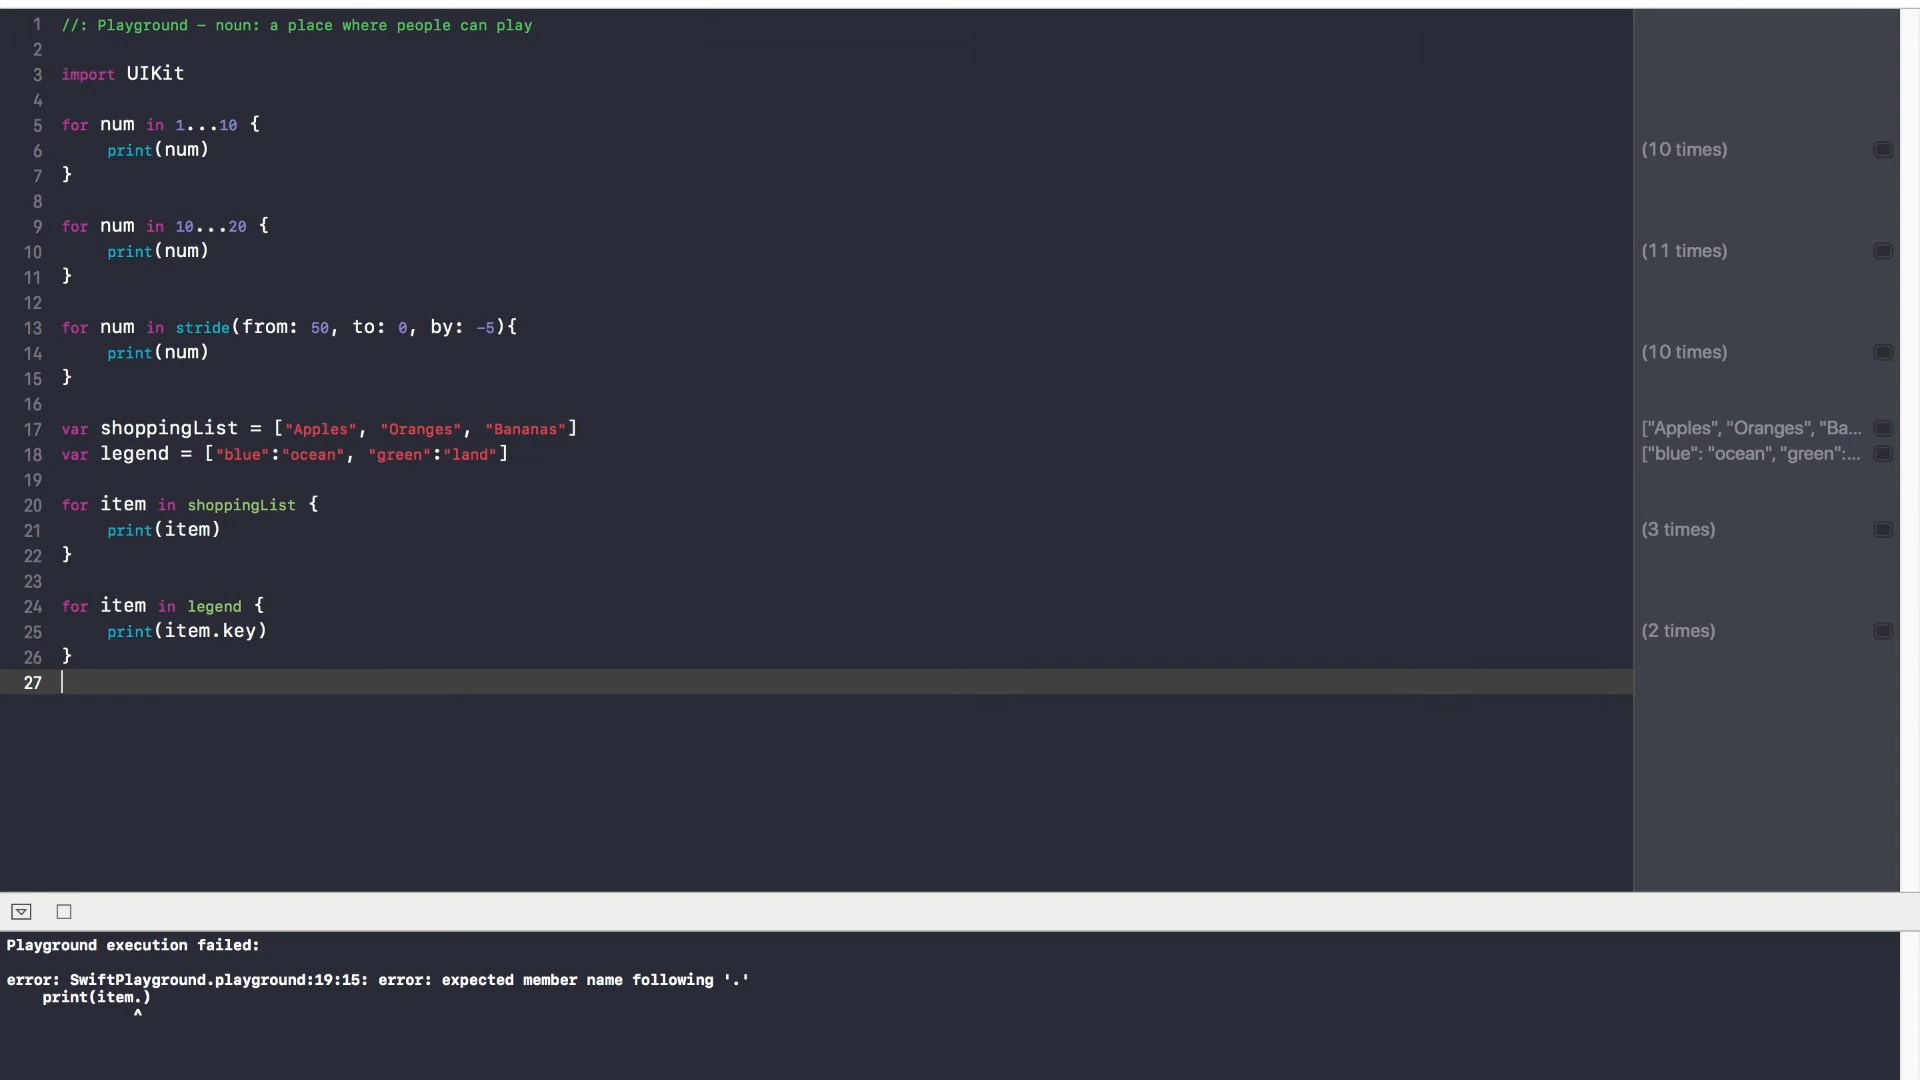 1 //: Playground - noun: a place where people can play
2
3 import UIKit
4
5 for num in 1...10 {
6 print(num) (10 times)
7 }
8
9 for num in 10...20 {
10 print(num) (11 times)
11 }
12
13 for num in stride(from: 50, to: 0, by: -5){
14 print(num) (10 times)
15 }
16
17 var shoppingList = ["Apples", "Oranges", "Bananas"] ["Apples", "Oranges", "Ba...
18 var legend = ["blue":"ocean", "green":"land"] ["blue": "ocean", "green":...
19
20 for item in shoppingList {
21 print(item) (3 times)
22 }
23
24 for item in legend {
25 print(item.key) (2 times)
26 }
27
Playground execution failed:
error: SwiftPlayground.playground:19:15: error: expected member name following '.'
print(item.)
^